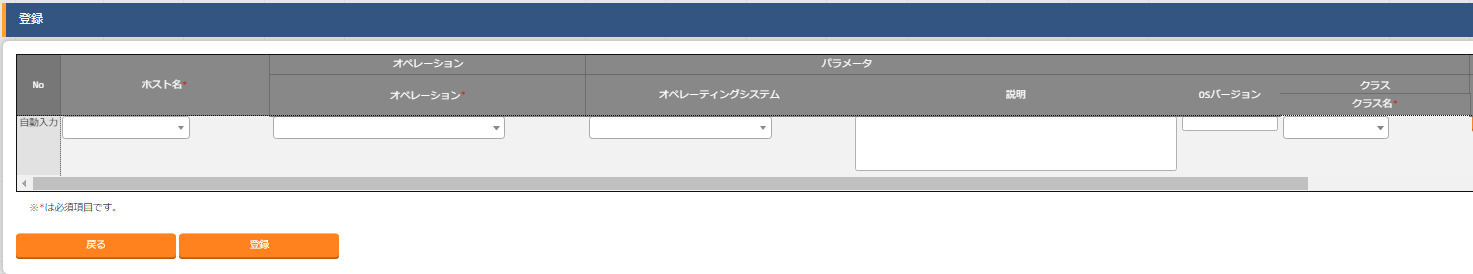 登録
No
ホスト名*
オペレーション
オペレーション*
パラメータ
オペレーティングシステム
説明
OSバージョン
クラス
クラス名*
自動入力
※*は必須項目です。
戻る
登録